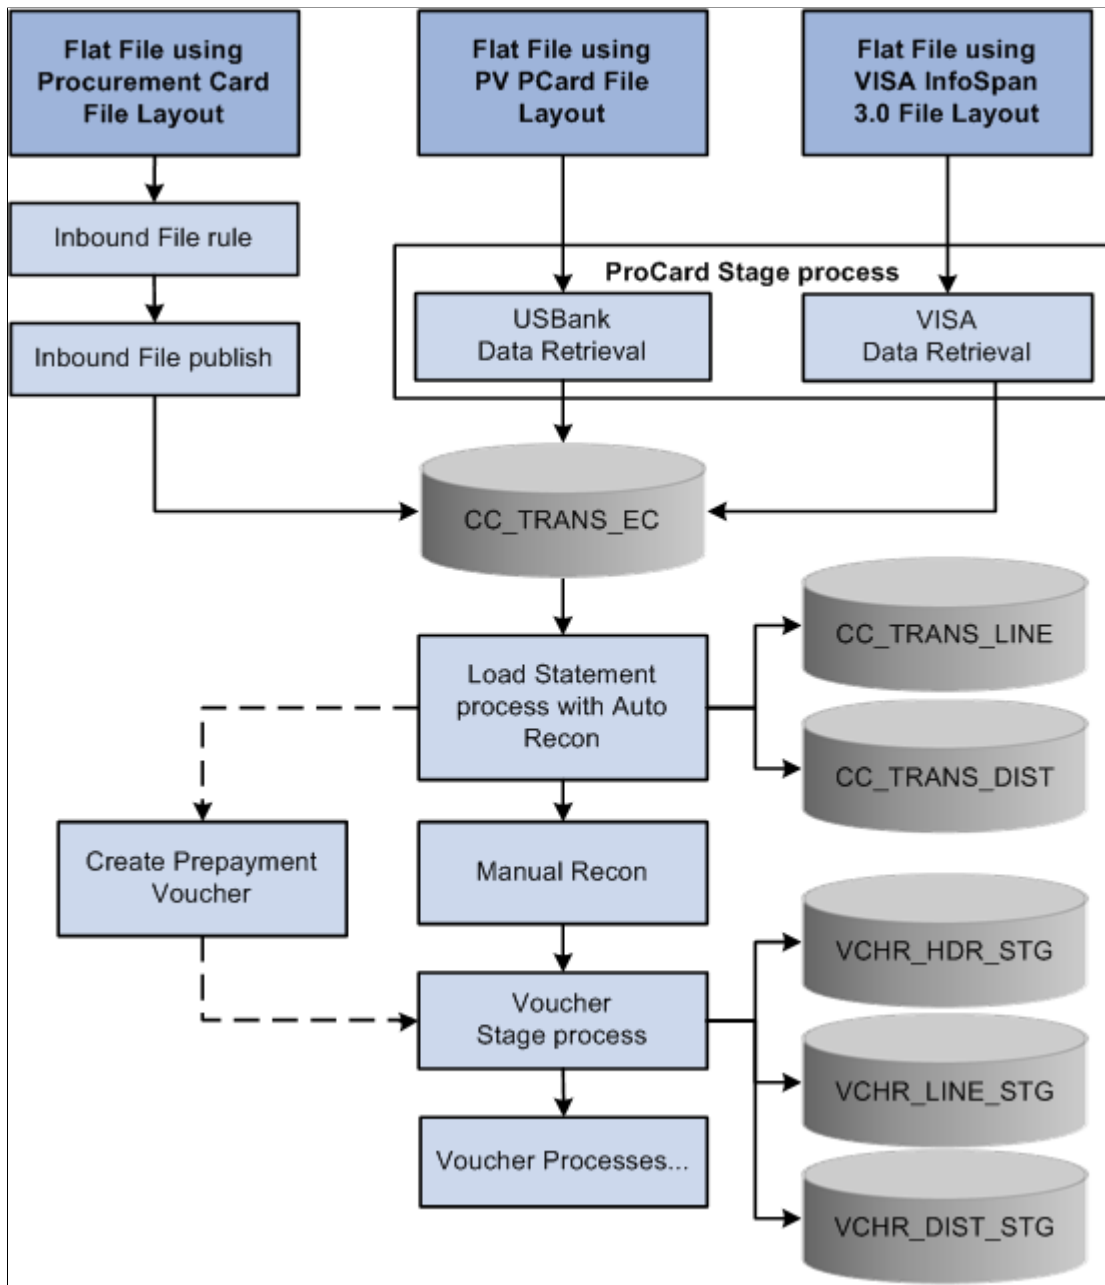 Flat File using
Procurement Card
File Layout
Flat File using
PV PCard File
Layout
Flat File using
VISA InfoSpan
3.0 File Layout
Inbound File rule
ProCard Stage process
Inbound File publish
USBank
Data Retrieval
VISA
Data Retrieval
CC_TRANS_EC
CC_TRANS_LINE
Load Statement
process with Auto
Recon
CC_TRANS_DIST
Create Prepayment
Voucher
Manual Recon
VCHR_HDR_STG
Voucher
Stage process
VCHR_LINE_STG
Voucher Processes...
VCHR_DIST_STG